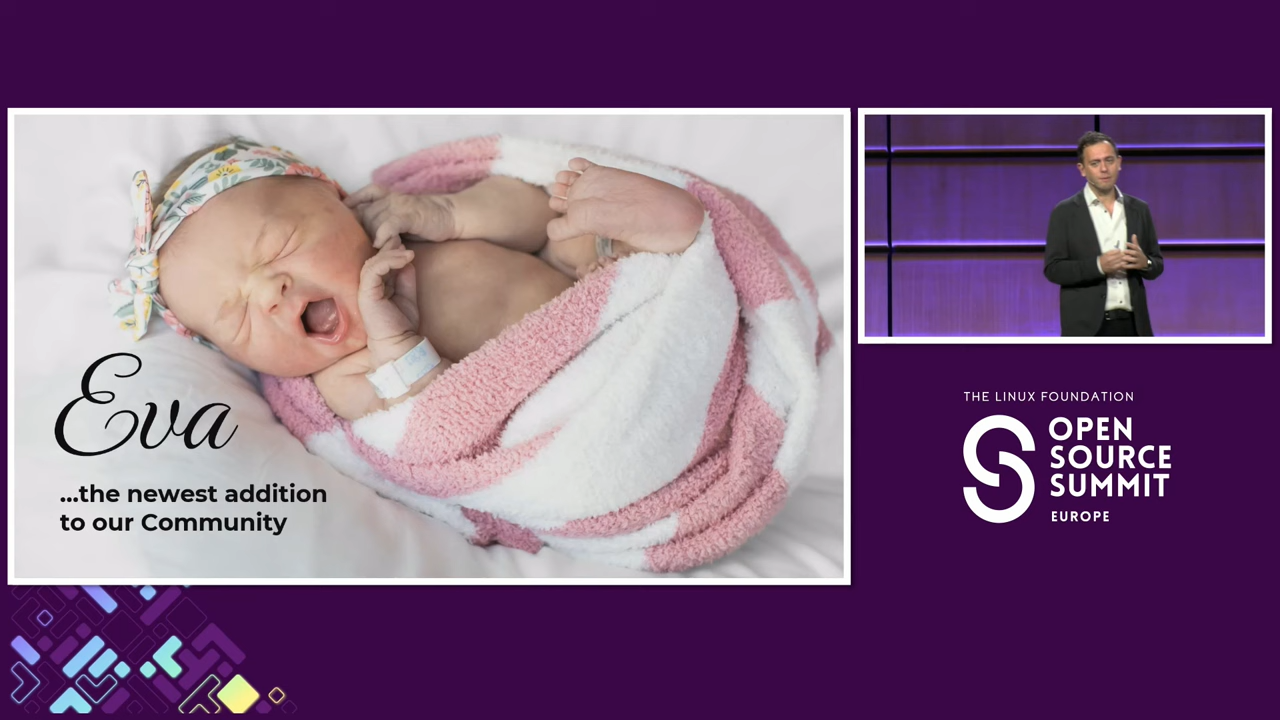 Eva
...the newest addition
to our Community
THE LINUX FOUNDATION
OPEN
SOURCE
SUMMIT
EUROPE